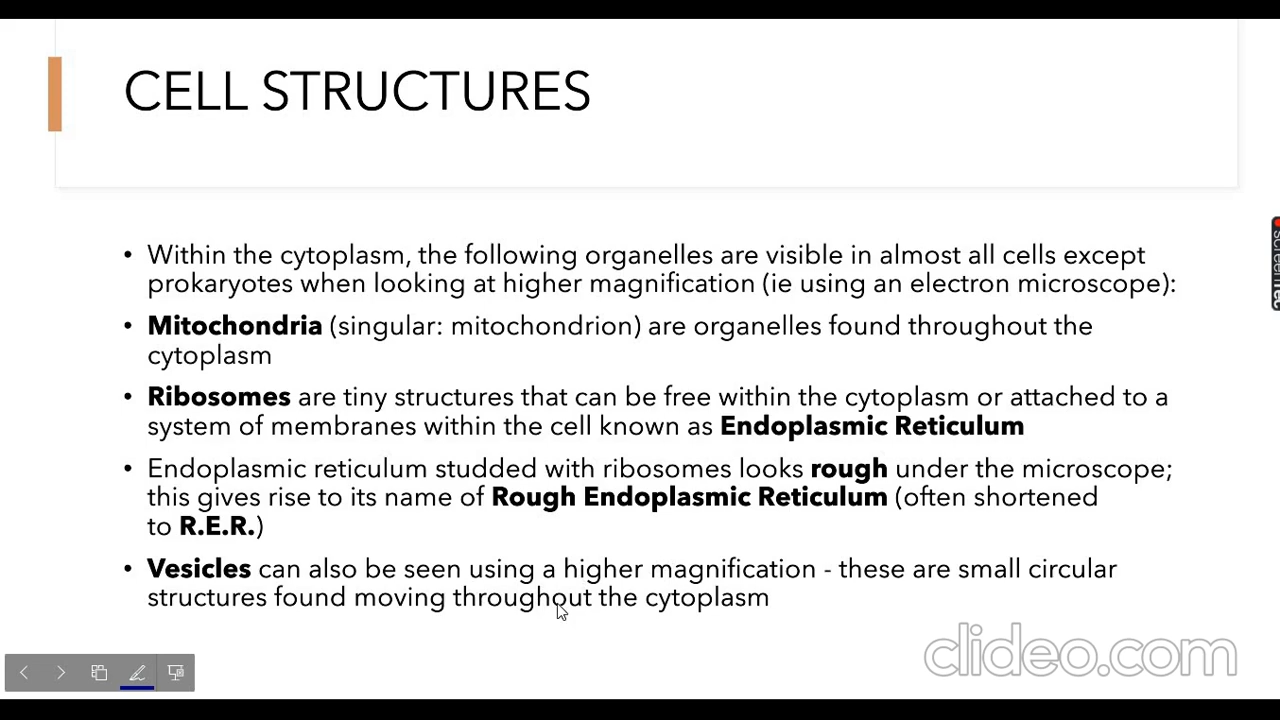 CELL STRUCTURES
• Within the cytoplasm, the following organelles are visible in almost all cells except
prokaryotes when looking at higher magnification (ie using an electron microscope):
• Mitochondria (singular: mitochondrion) are organelles found throughout the
cytoplasm
• Ribosomes are tiny structures that can be free within the cytoplasm or attached to a
system of membranes within the cell known as Endoplasmic Reticulum
• Endoplasmic reticulum studded with ribosomes looks rough under the microscope;
this gives rise to its name of Rough Endoplasmic Reticulum (often shortened
to R.E.R.)
• Vesicles can also be seen using a higher magnification - these are small circular
structures found moving throughout the cytoplasm
clideo.com